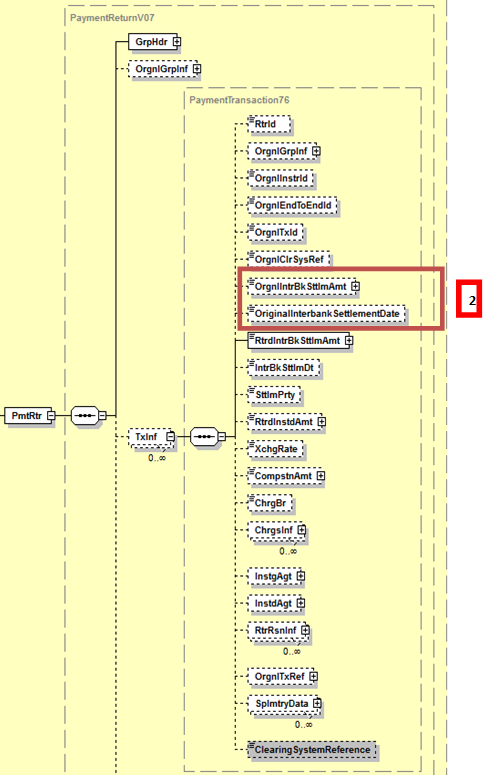 PaymentReturnV07
GrpHdr
OrgnlGrpInf
PaymentTransaction76
RtrId
OrgnlGrpInf
OrgnlInstrId
OrgnlEndToEndId
OrgnlTxId
OrgnlClrSysRef
OrgnlIntrBkSttlmAmt
OriginalInterbankSettlementDate
2
RtrdIntrBkSttlmAmt
IntrBkSttlmDt
SttlmPrty
PmtRtr
TxInf
0..∞
RtrdInstdAmt
XchgRate
CompstnAmt
ChrgBr
ChrgsInf
0..∞
InstgAgt
InstdAgt
RtrRsnInf
0..∞
OrgnlTxRef
SplmtryData
0..∞
ClearingSystemReference